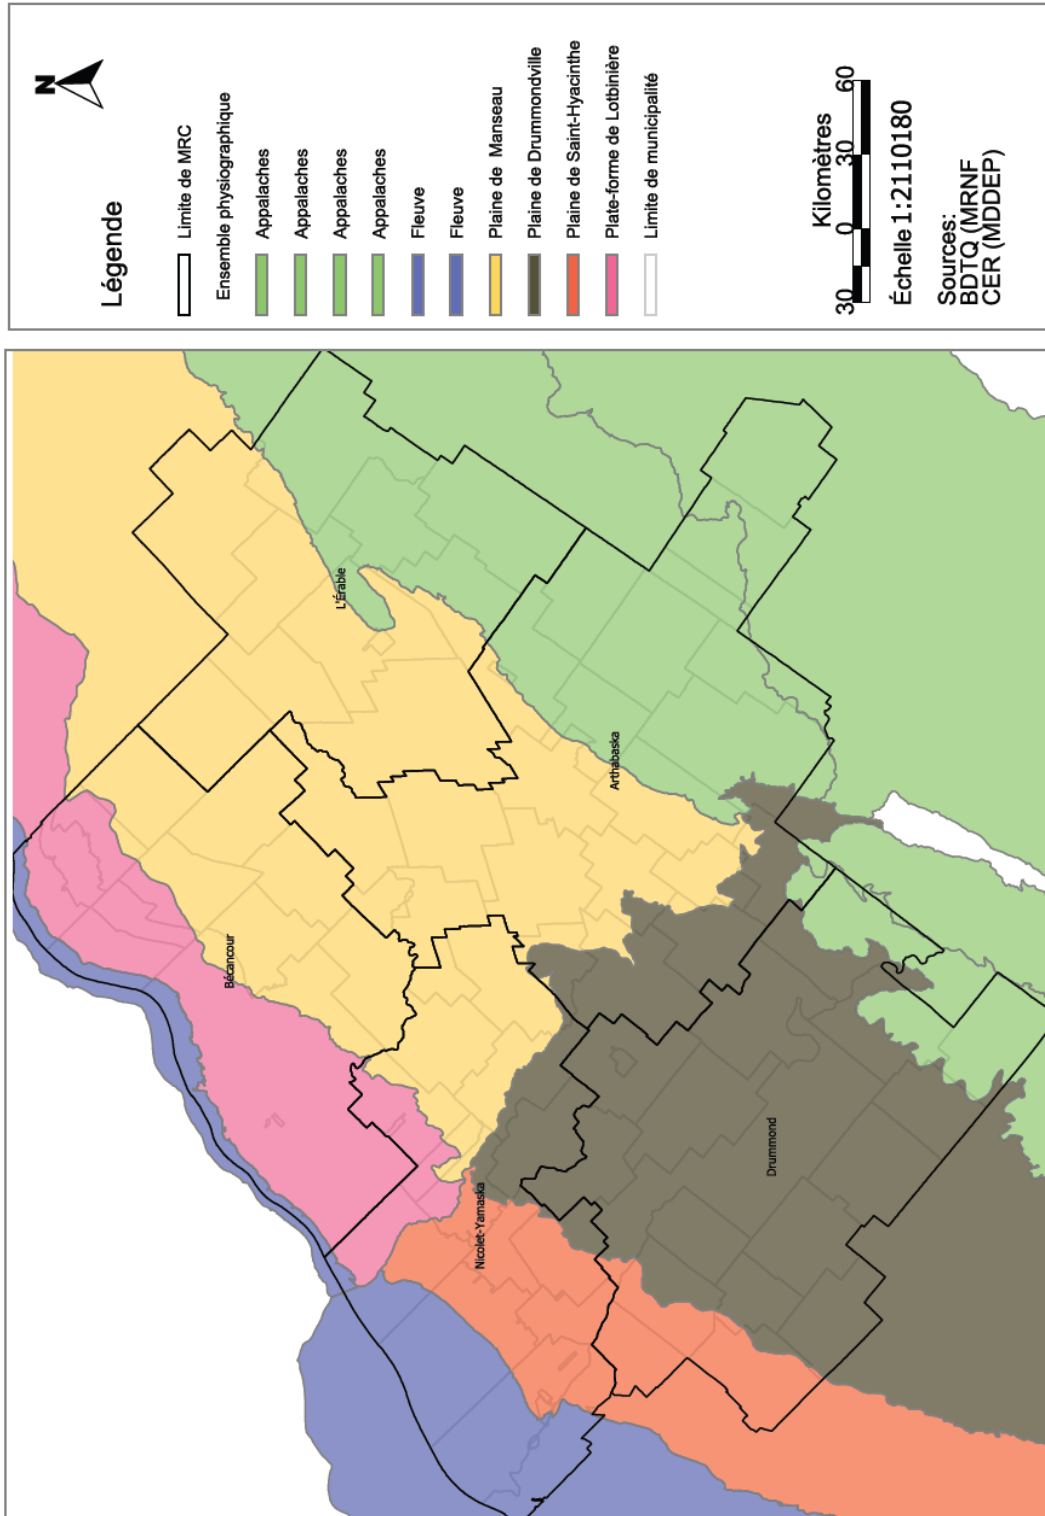 N
Légende
Limite de MRC
Ensemble physiographique
Appalaches
Appalaches
Appalaches
Appalaches
Fleuve
Fleuve
Plaine de Manseau
Plaine de Drummondville
Plaine de Saint-Hyacinthe
Plate-forme de Lotbinière
Limite de municipalité
Kilomètres
30 0 30 60
Échelle 1:2110180
Sources:
BDTQ (MRNF)
CER (MDDEP)
L'Érable
Arthabaska
Bécancour
Drummond
Nicolet-Yamaska